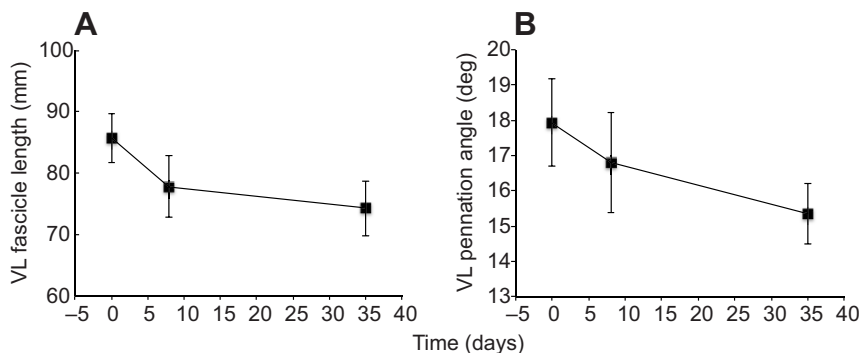 A
VL fascicle length (mm)
100
90
80
70
60
–5 0 5 10 15 20 25 30 35 40
B
VL pennation angle (deg)
20
19
18
17
16
15
14
13
–5 0 5 10 15 20 25 30 35 40
Time (days)